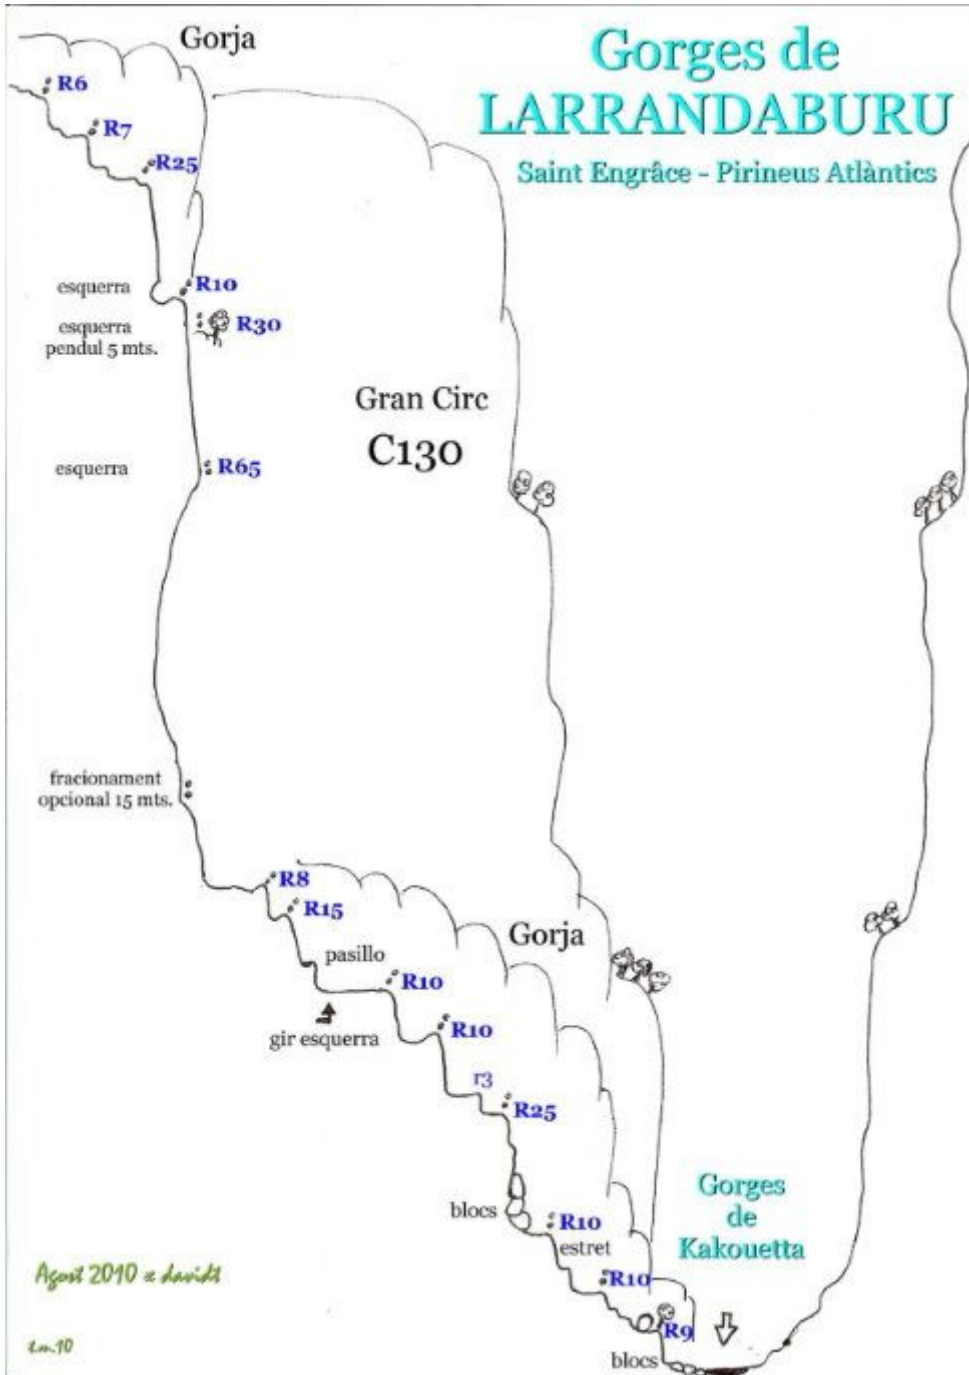 Gorges de
LARRANDABURU
Saint Engrâce - Pirineus Atlàntics
Gorja
R6
R7
R25
esquerra
R10
esquerra
pendul 5 mts.
R30
Gran Circ
C130
esquerra
R65
fracionament
opcional 15 mts.
R8
R15
Gorja
pasillo
R10
gir esquerra
R10
r3
R25
blocs
R10
estret
Gorges
de
Kakouetta
R10
R9
blocs
Agost 2010 x davidt